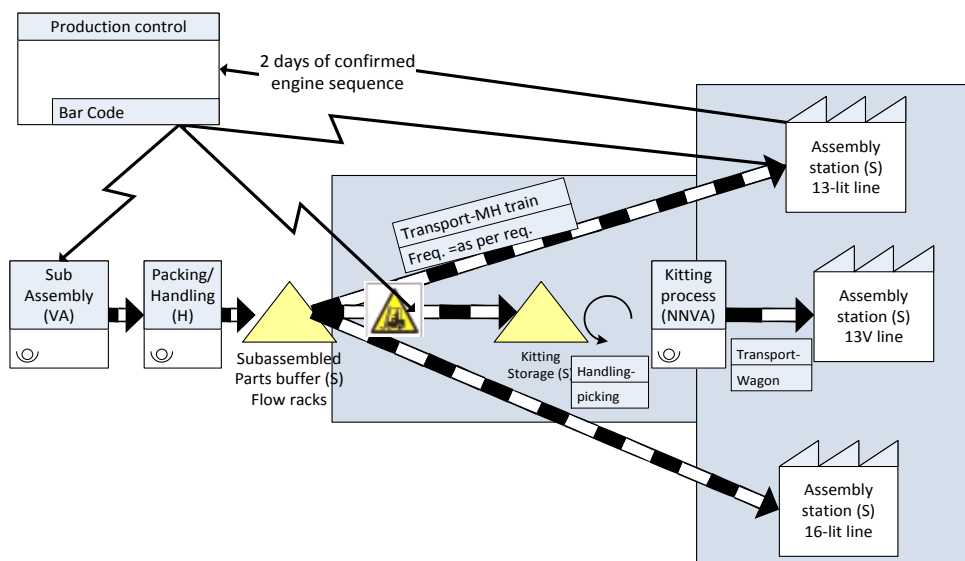 Production control
Bar Code
2 days of confirmed
engine sequence
Assembly
station (S)
13-lit line
Transport-MH train
Freq. =as per req.
Sub
Assembly
(VA)
Packing/
Handling
(H)
Subassembled
Parts buffer (S)
Flow racks
Kitting
Storage (S)
Handling-
picking
Kitting
process
(NNVA)
Transport-
Wagon
Assembly
station (S)
13V line
Assembly
station (S)
16-lit line